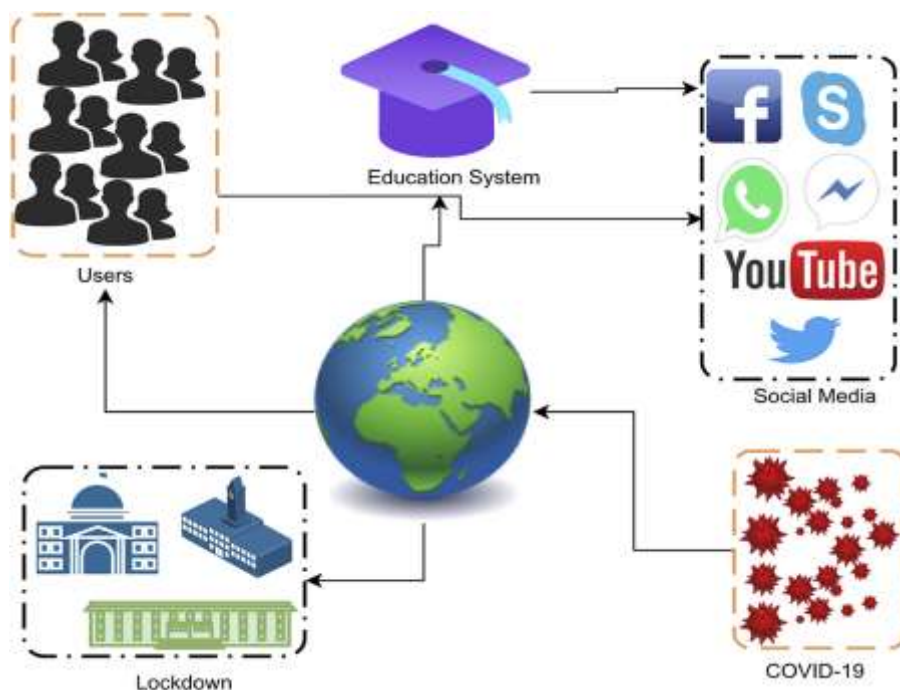 Education System
f
S
Users
YouTube
Social Media
Lockdown
COVID-19